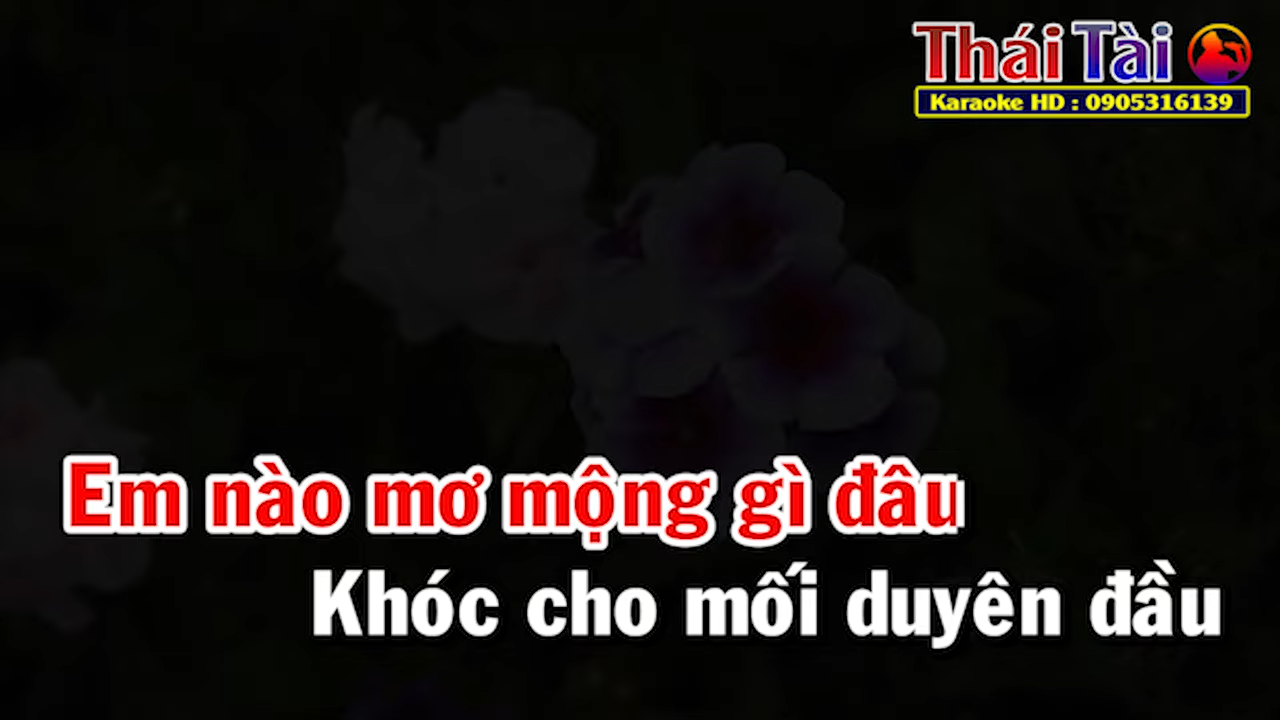 Thái Tài
Karaoke HD : 0905316139
Em nào mơ mộng gì đâu
Khóc cho mối duyên đầu